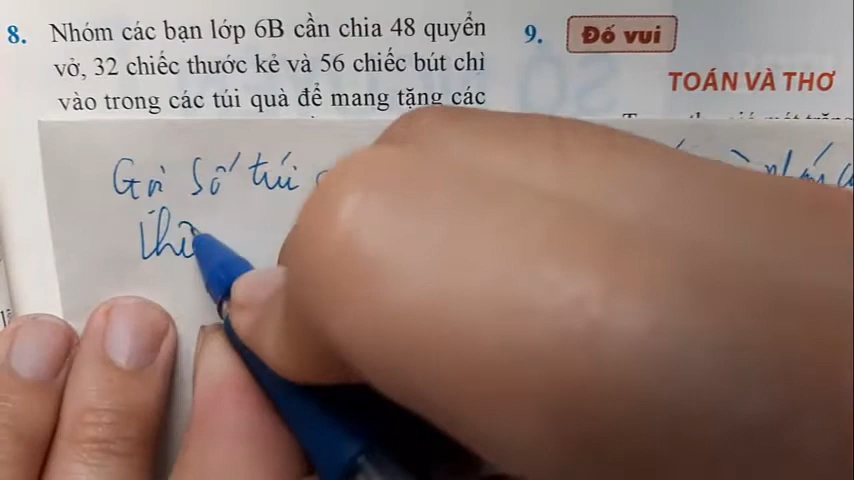 8. Nhóm các bạn lớp 6B cần chia 48 quyển
vở, 32 chiếc thước kẻ và 56 chiếc bút chì
vào trong các túi quà để mang tặng các
9. Đố vui
TOÁN VÀ THƠ
Gọi số túi
thì